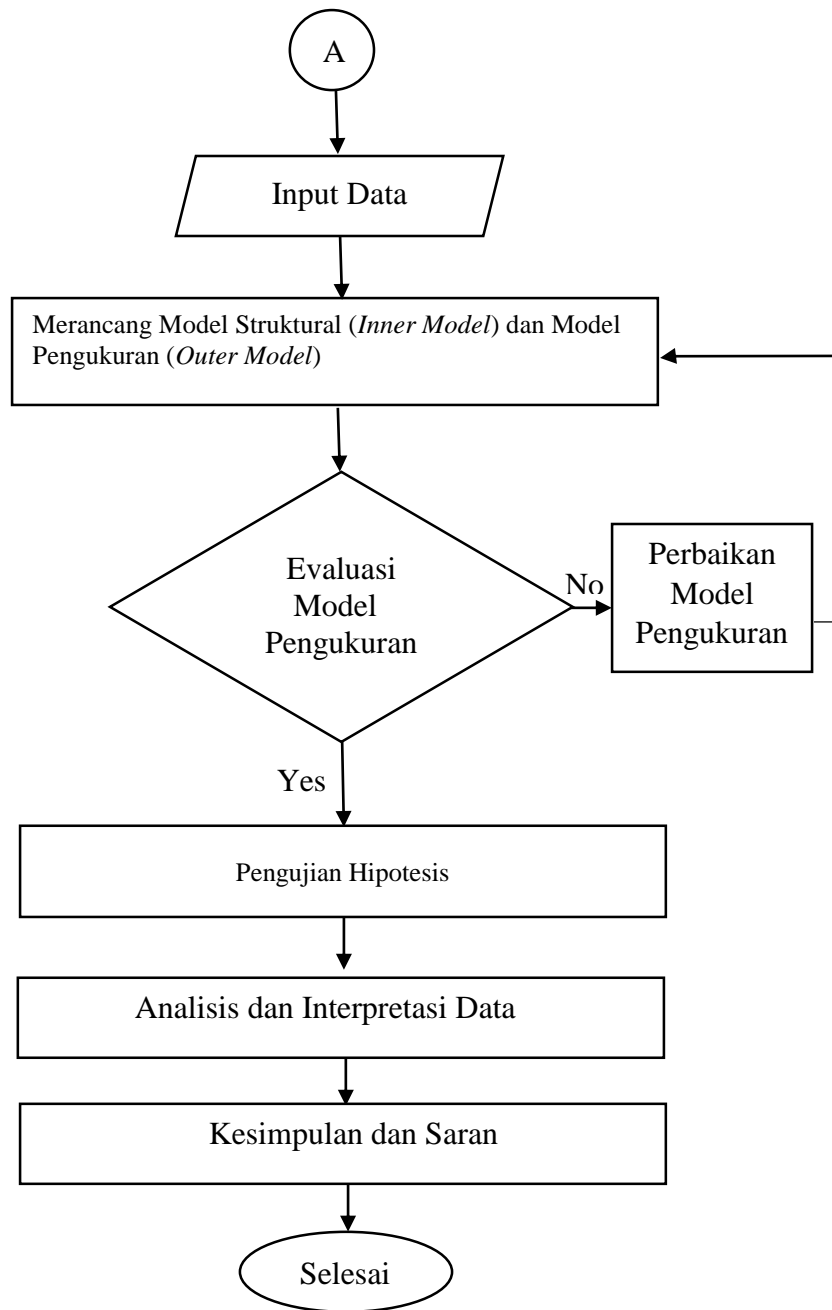 A
Input Data
Merancang Model Struktural (Inner Model) dan Model
Pengukuran (Outer Model)
Evaluasi
Model
Pengukuran
No
Perbaikan
Model
Pengukuran
Yes
Pengujian Hipotesis
Analisis dan Interpretasi Data
Kesimpulan dan Saran
Selesai